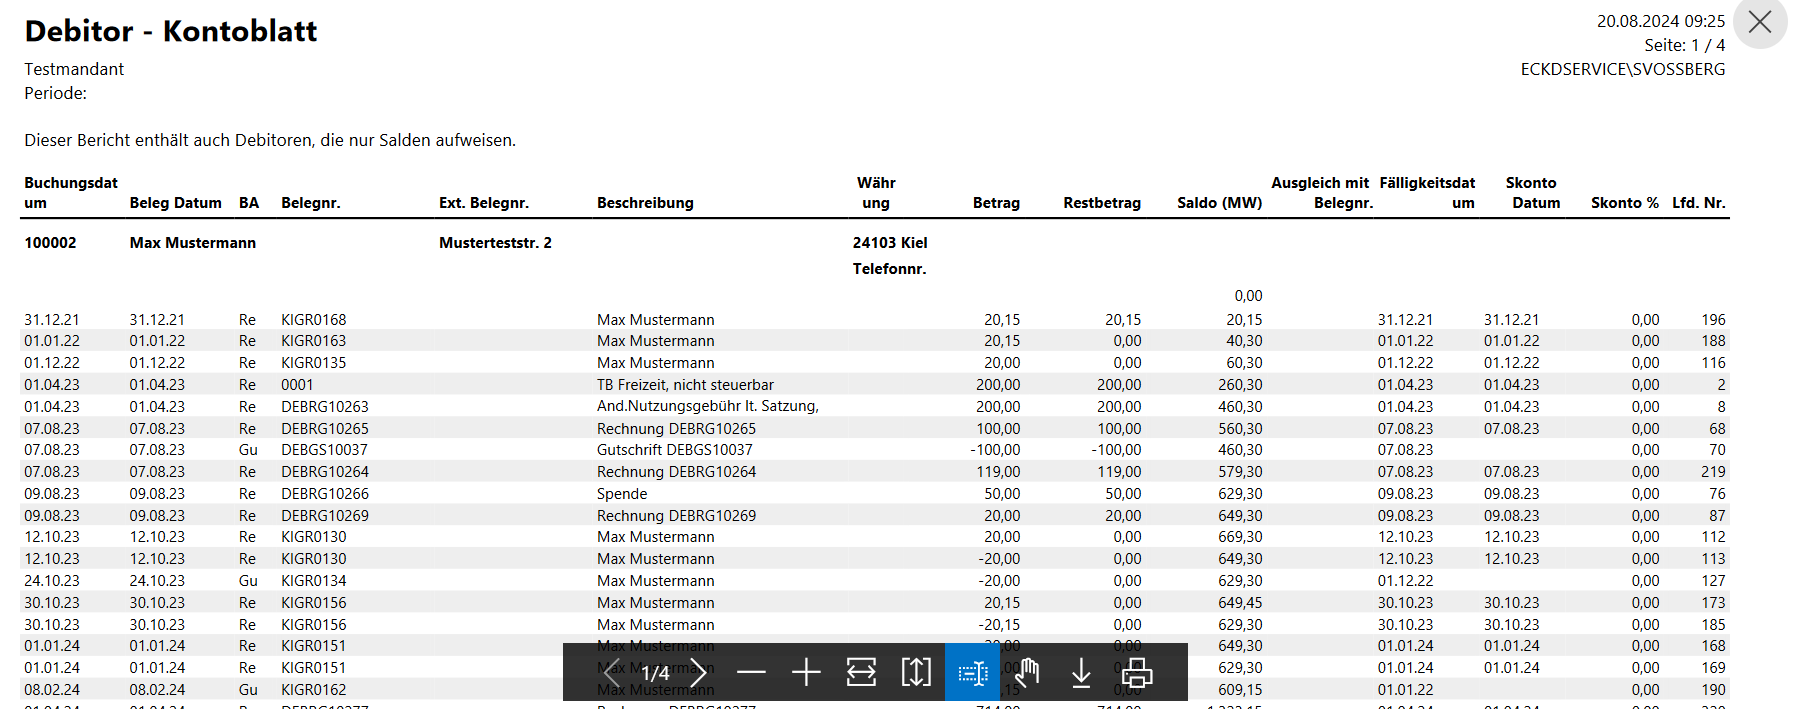 Debitor - Kontoblatt
20.08.2024 09:25
Seite: 1 / 4
Testmandant
ECKDSERVICE\SVOSSBERG
Periode:
Dieser Bericht enthält auch Debitoren, die nur Salden aufweisen.
Buchungsdat Währ Ausgleich mit Fälligkeitsdat Skonto
um Beleg Datum BA Belegnr. Ext. Belegnr. Beschreibung ung Betrag Restbetrag Saldo (MW) Belegnr. um Datum Skonto % Lfd. Nr.
100002 Max Mustermann Musterteststr. 2 24103 Kiel
Telefonnr.
0,00
31.12.21 31.12.21 Re KIGR0168 Max Mustermann 20,15 20,15 20,15 31.12.21 31.12.21 0,00 196
01.01.22 01.01.22 Re KIGR0163 Max Mustermann 20,15 0,00 40,30 01.01.22 01.01.22 0,00 188
01.12.22 01.12.22 Re KIGR0135 Max Mustermann 20,00 0,00 60,30 01.12.22 01.12.22 0,00 116
01.04.23 01.04.23 Re 0001 TB Freizeit, nicht steuerbar 200,00 200,00 260,30 01.04.23 01.04.23 0,00 2
01.04.23 01.04.23 Re DEBRG10263 And.Nutzungsgebühr lt. Satzung, 200,00 200,00 460,30 01.04.23 01.04.23 0,00 8
07.08.23 07.08.23 Re DEBRG10265 Rechnung DEBRG10265 100,00 100,00 560,30 07.08.23 07.08.23 0,00 68
07.08.23 07.08.23 Gu DEBGS10037 Gutschrift DEBGS10037 -100,00 -100,00 460,30 07.08.23 0,00 70
07.08.23 07.08.23 Re DEBRG10264 Rechnung DEBRG10264 119,00 119,00 579,30 07.08.23 07.08.23 0,00 219
09.08.23 09.08.23 Re DEBRG10266 Spende 50,00 50,00 629,30 09.08.23 09.08.23 0,00 76
09.08.23 09.08.23 Re DEBRG10269 Rechnung DEBRG10269 20,00 20,00 649,30 09.08.23 09.08.23 0,00 87
12.10.23 12.10.23 Re KIGR0130 Max Mustermann 20,00 0,00 669,30 12.10.23 12.10.23 0,00 112
12.10.23 12.10.23 Re KIGR0130 Max Mustermann -20,00 0,00 649,30 12.10.23 12.10.23 0,00 113
24.10.23 24.10.23 Gu KIGR0134 Max Mustermann -20,00 0,00 629,30 01.12.22 0,00 127
30.10.23 30.10.23 Re KIGR0156 Max Mustermann 20,15 0,00 649,45 30.10.23 30.10.23 0,00 173
30.10.23 30.10.23 Re KIGR0156 Max Mustermann -20,15 0,00 629,30 30.10.23 30.10.23 0,00 185
01.01.24 01.01.24 Re KIGR0151 Max Mustermann 0,00 649,30 01.01.24 01.01.24 0,00 168
01.01.24 01.01.24 Re KIGR0151 629,30 01.01.24 01.01.24 0,00 169
1/4
08.02.24 08.02.24 Gu KIGR0162 Max Mustermann 609,15 01.01.22 0,00 190